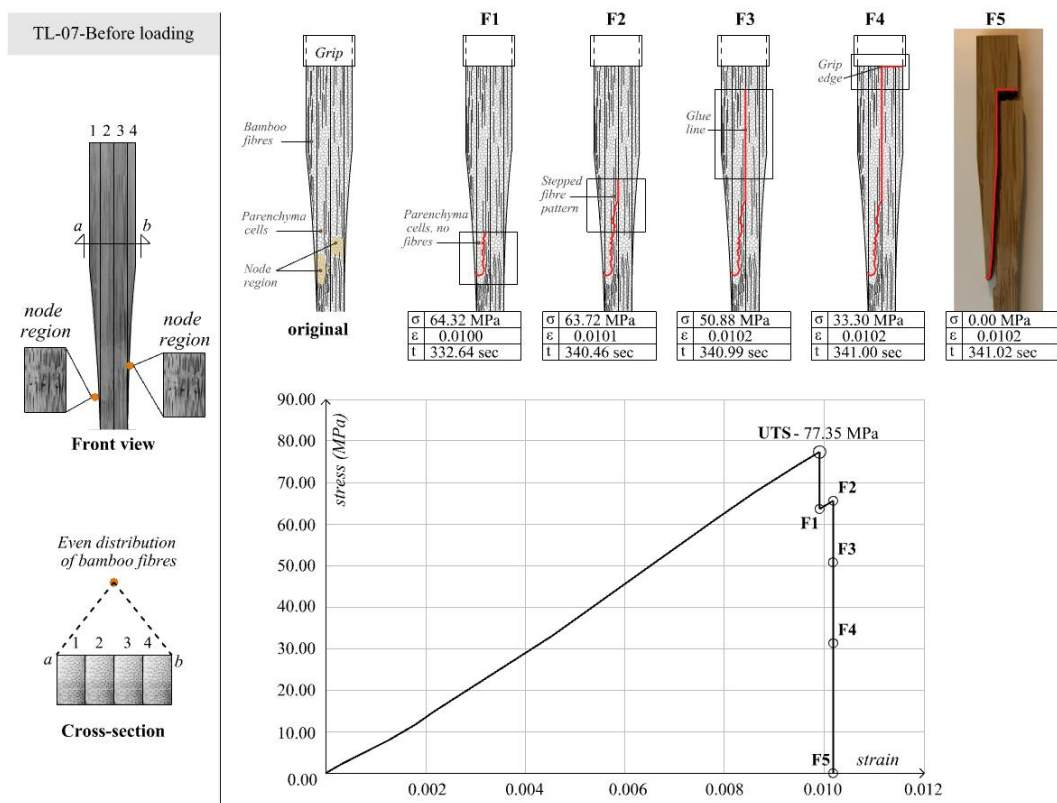 TL-07-Before loading
1 2 3 4
a
b
node
region
node
region
Front view
Even distribution
of bamboo fibres
1 2 3 4
a
b
Cross-section
Grip
Bamboo
fibres
Parenchyma
cells
Node
region
original
F1
Parenchyma
cells, no
fibres
σ 64.32 MPa
ε 0.0100
t 332.64 sec
F2
Stepped
fibre
pattern
σ 63.72 MPa
ε 0.0101
t 340.46 sec
F3
Glue
line
σ 50.88 MPa
ε 0.0102
t 340.99 sec
F4
Grip
edge
σ 33.30 MPa
ε 0.0102
t 341.00 sec
F5
σ 0.00 MPa
ε 0.0102
t 341.02 sec
90.00
80.00
70.00
60.00
50.00
40.00
30.00
20.00
10.00
0.00
stress (MPa)
UTS - 77.35 MPa
F1
F2
F3
F4
F5
strain
0.002
0.004
0.006
0.008
0.010
0.012